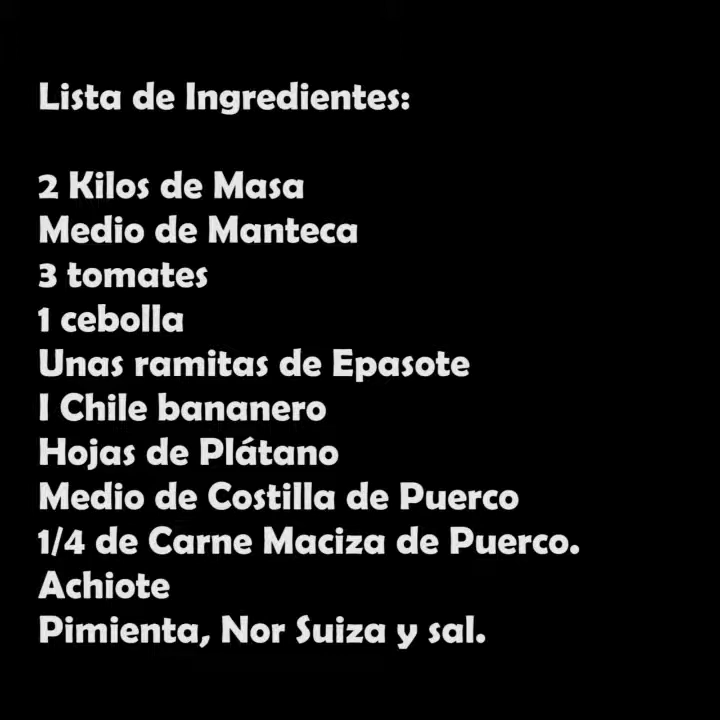 Lista de Ingredientes:
2 Kilos de Masa
Medio de Manteca
3 tomates
1 cebolla
Unas ramitas de Epasote
I Chile bananero
Hojas de Plátano
Medio de Costilla de Puerco
1/4 de Carne Maciza de Puerco.
Achiote
Pimienta, Nor Suiza y sal.